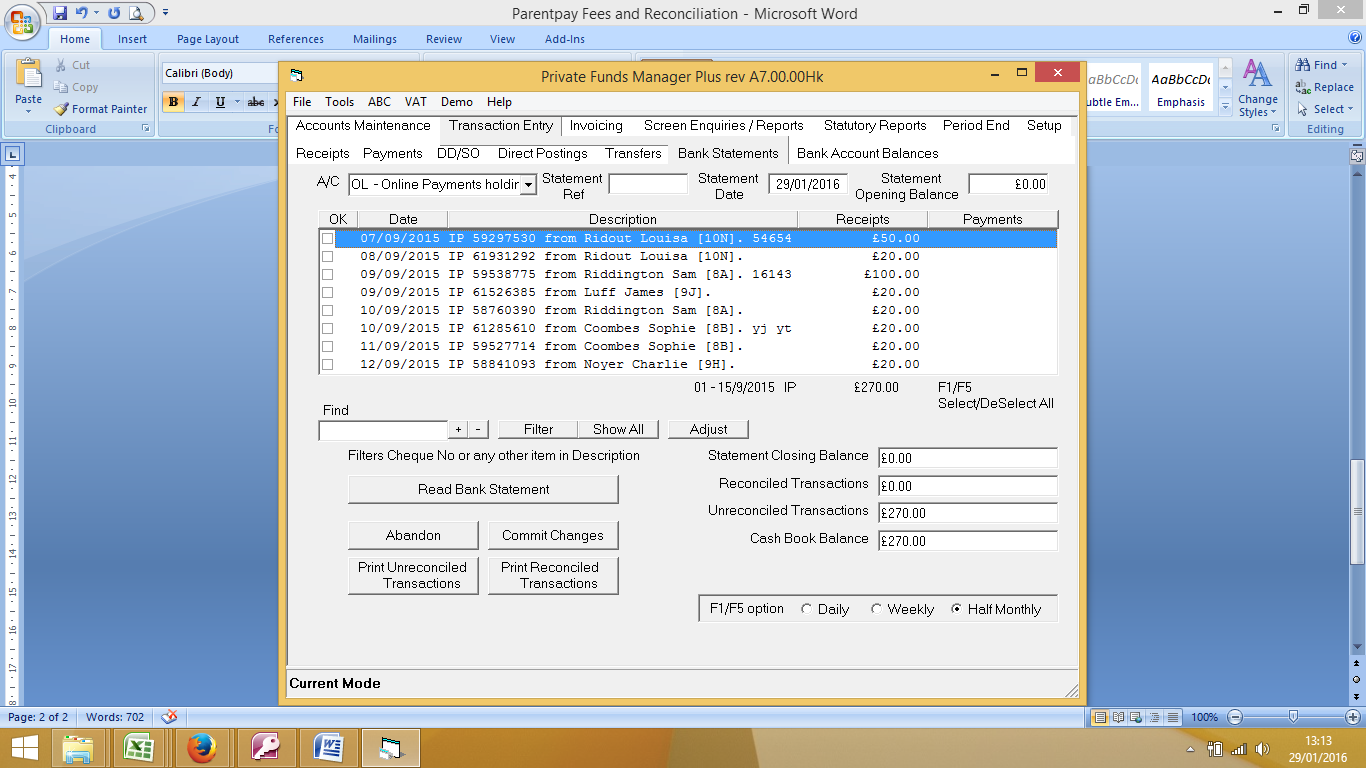 Parentpay Fees and Reconciliation - Microsoft Word
Home Insert Page Layout References Mailings Review View Add-Ins
Paste
Cut
Copy
Format Painter
Clipboard
Calibri (Body)
B I U abc
Private Funds Manager Plus rev A7.00.00Hk
File Tools ABC VAT Demo Help
Accounts Maintenance Transaction Entry Invoicing Screen Enquiries / Reports Statutory Reports Period End Setup
Receipts Payments DD/SO Direct Postings Transfers Bank Statements Bank Account Balances
A/C OL - Online Payments holdin Statement Ref Statement Date 29/01/2016 Statement Opening Balance £0.00
OK Date Description Receipts Payments
07/09/2015 IP 59297530 from Ridout Louisa [10N]. 54654 £50.00
08/09/2015 IP 61931292 from Ridout Louisa [10N]. £20.00
09/09/2015 IP 59538775 from Riddington Sam [8A]. 16143 £100.00
09/09/2015 IP 61526385 from Luff James [9J]. £20.00
10/09/2015 IP 58760390 from Riddington Sam [8A]. £20.00
10/09/2015 IP 61285610 from Coombes Sophie [8B]. yj yt £20.00
11/09/2015 IP 59527714 from Coombes Sophie [8B]. £20.00
12/09/2015 IP 58841093 from Noyer Charlie [9H]. £20.00
01 - 15/9/2015 IP £270.00 F1/F5
Select/DeSelect All
Find
+ - Filter Show All Adjust
Filters Cheque No or any other item in Description
Read Bank Statement
Abandon Commit Changes
Print Unreconciled Transactions Print Reconciled Transactions
Statement Closing Balance £0.00
Reconciled Transactions £0.00
Unreconciled Transactions £270.00
Cash Book Balance £270.00
F1/F5 option Daily Weekly Half Monthly
Current Mode
AaBbCcDc
Emphasis
Change Styles
Find
Replace
Select
Editing
Page: 2 of 2 Words: 702
100%
13:13
29/01/2016